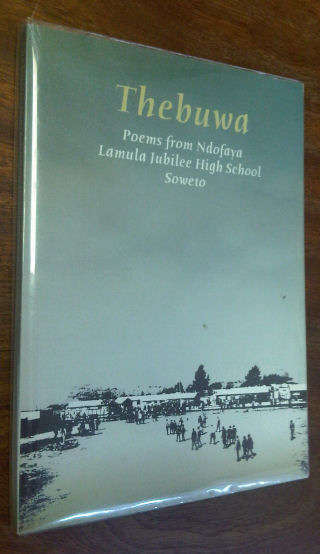 Thebuwa
Poems from Ndofaya
Lamula Jubilee High School
Soweto